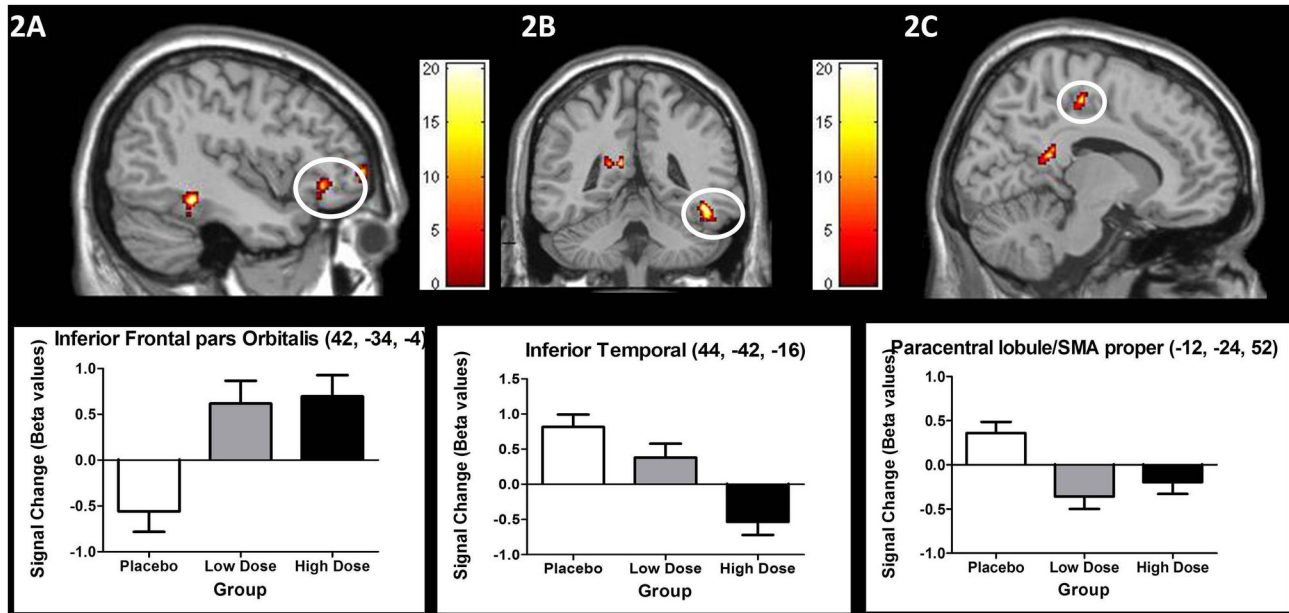 2A
2B
2C
20
15
10
5
0
20
15
10
5
0
Inferior Frontal pars Orbitalis (42, -34, -4)
Signal Change (Beta values)
1.0
0.5
0.0
-0.5
-1.0
Placebo Low Dose High Dose
Group
Inferior Temporal (44, -42, -16)
Signal Change (Beta values)
1.5
1.0
0.5
0.0
-0.5
-1.0
Placebo Low Dose High Dose
Group
Paracentral lobule/SMA proper (-12, -24, 52)
Signal Change (Beta values)
1.0
0.5
0.0
-0.5
-1.0
Placebo Low Dose High Dose
Group